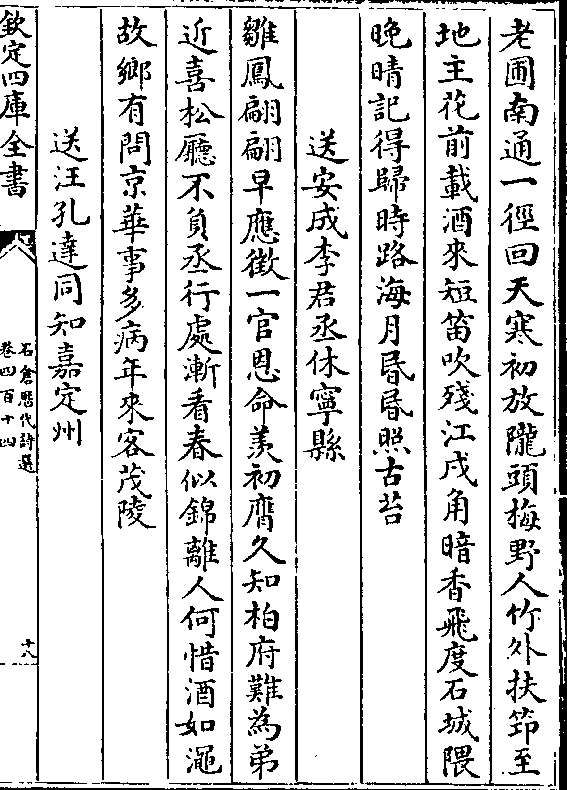 老圃南通一徑回天寒初放隴頭梅野人竹外扶筇至
地主花前載酒來短笛吹殘江戍角暗香飛度石城隈
晚晴記得歸時路海月昬昬照古苔
送安成李君丞休寧縣
雛鳳翩翩早應徴一官恩命羡初膺久知柏府難為弟
近喜松廳不負丞行處漸看春似錦離人何惜酒如澠
故鄉有問京華事多病年來客茂陵
送汪孔達同知嘉定州
欽定四庫全書
石倉歴代詩選
卷四百十四
十八